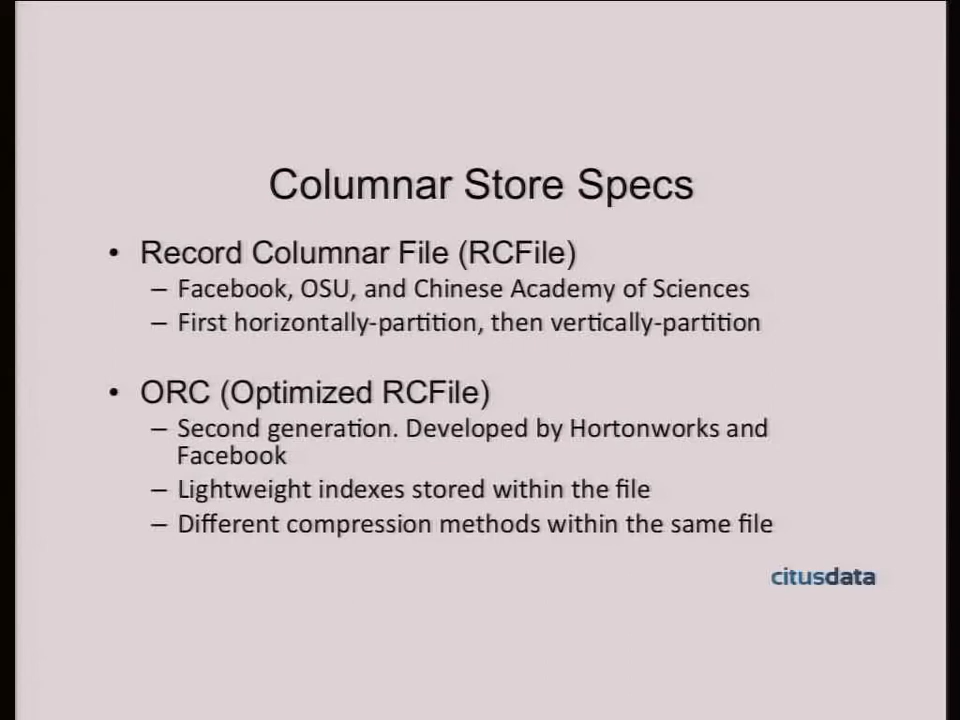 Columnar Store Specs
• Record Columnar File (RCFile)
– Facebook, OSU, and Chinese Academy of Sciences
– First horizontally-partition, then vertically-partition
• ORC (Optimized RCFile)
– Second generation. Developed by Hortonworks and
Facebook
– Lightweight indexes stored within the file
– Different compression methods within the same file
citusdata